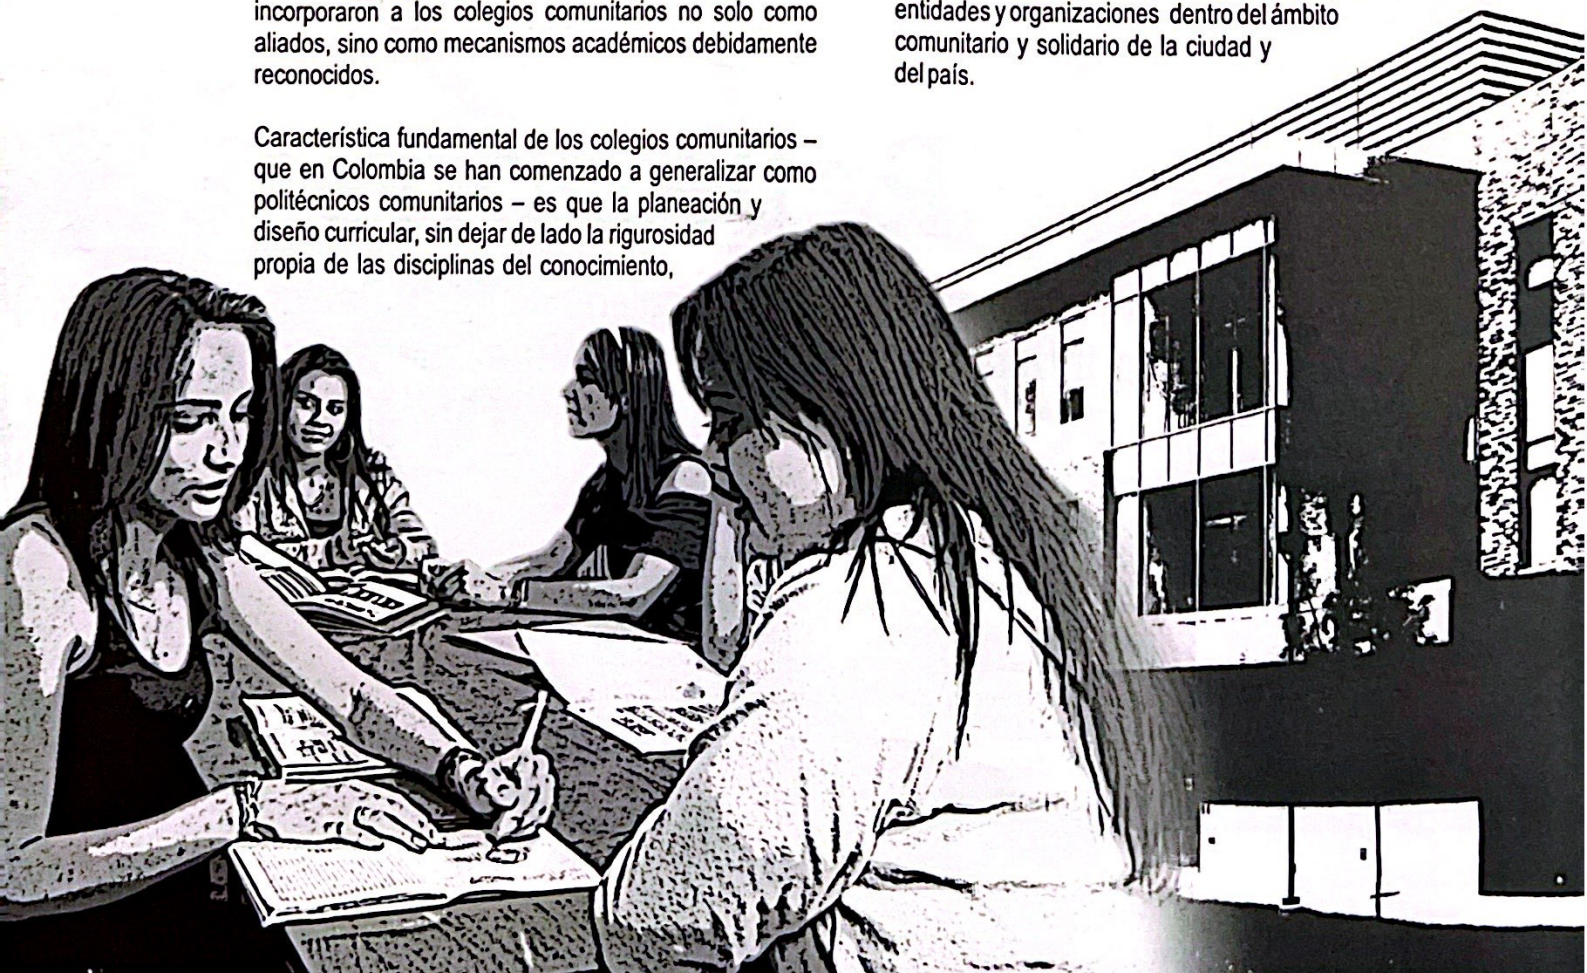 incorporaron a los colegios comunitarios no solo como
aliados, sino como mecanismos académicos debidamente
reconocidos.
Característica fundamental de los colegios comunitarios –
que en Colombia se han comenzado a generalizar como
politécnicos comunitarios – es que la planeación y
diseño curricular, sin dejar de lado la rigurosidad
propia de las disciplinas del conocimiento,
entidades y organizaciones dentro del ámbito
comunitario y solidario de la ciudad y
del país.